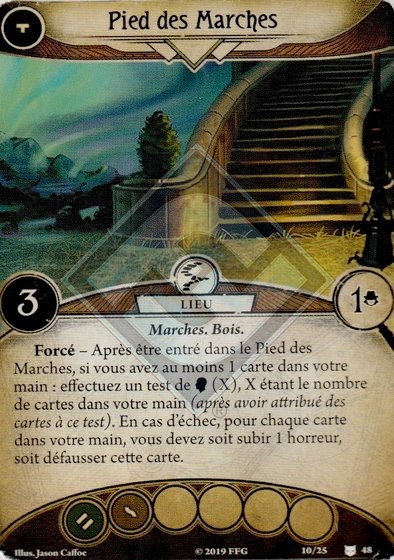 Pied des Marches
3
LIEU
1
Marches. Bois.
Forcé – Après être entré dans le Pied des
Marches, si vous avez au moins 1 carte dans votre
main : effectuez un test de (X), X étant le nombre
de cartes dans votre main (après avoir attribué des
cartes à ce test). En cas d'échec, pour chaque carte
dans votre main, vous devez soit subir 1 horreur,
soit défausser cette carte.
Illus. Jason Caffoe
© 2019 FFG
10/25
48